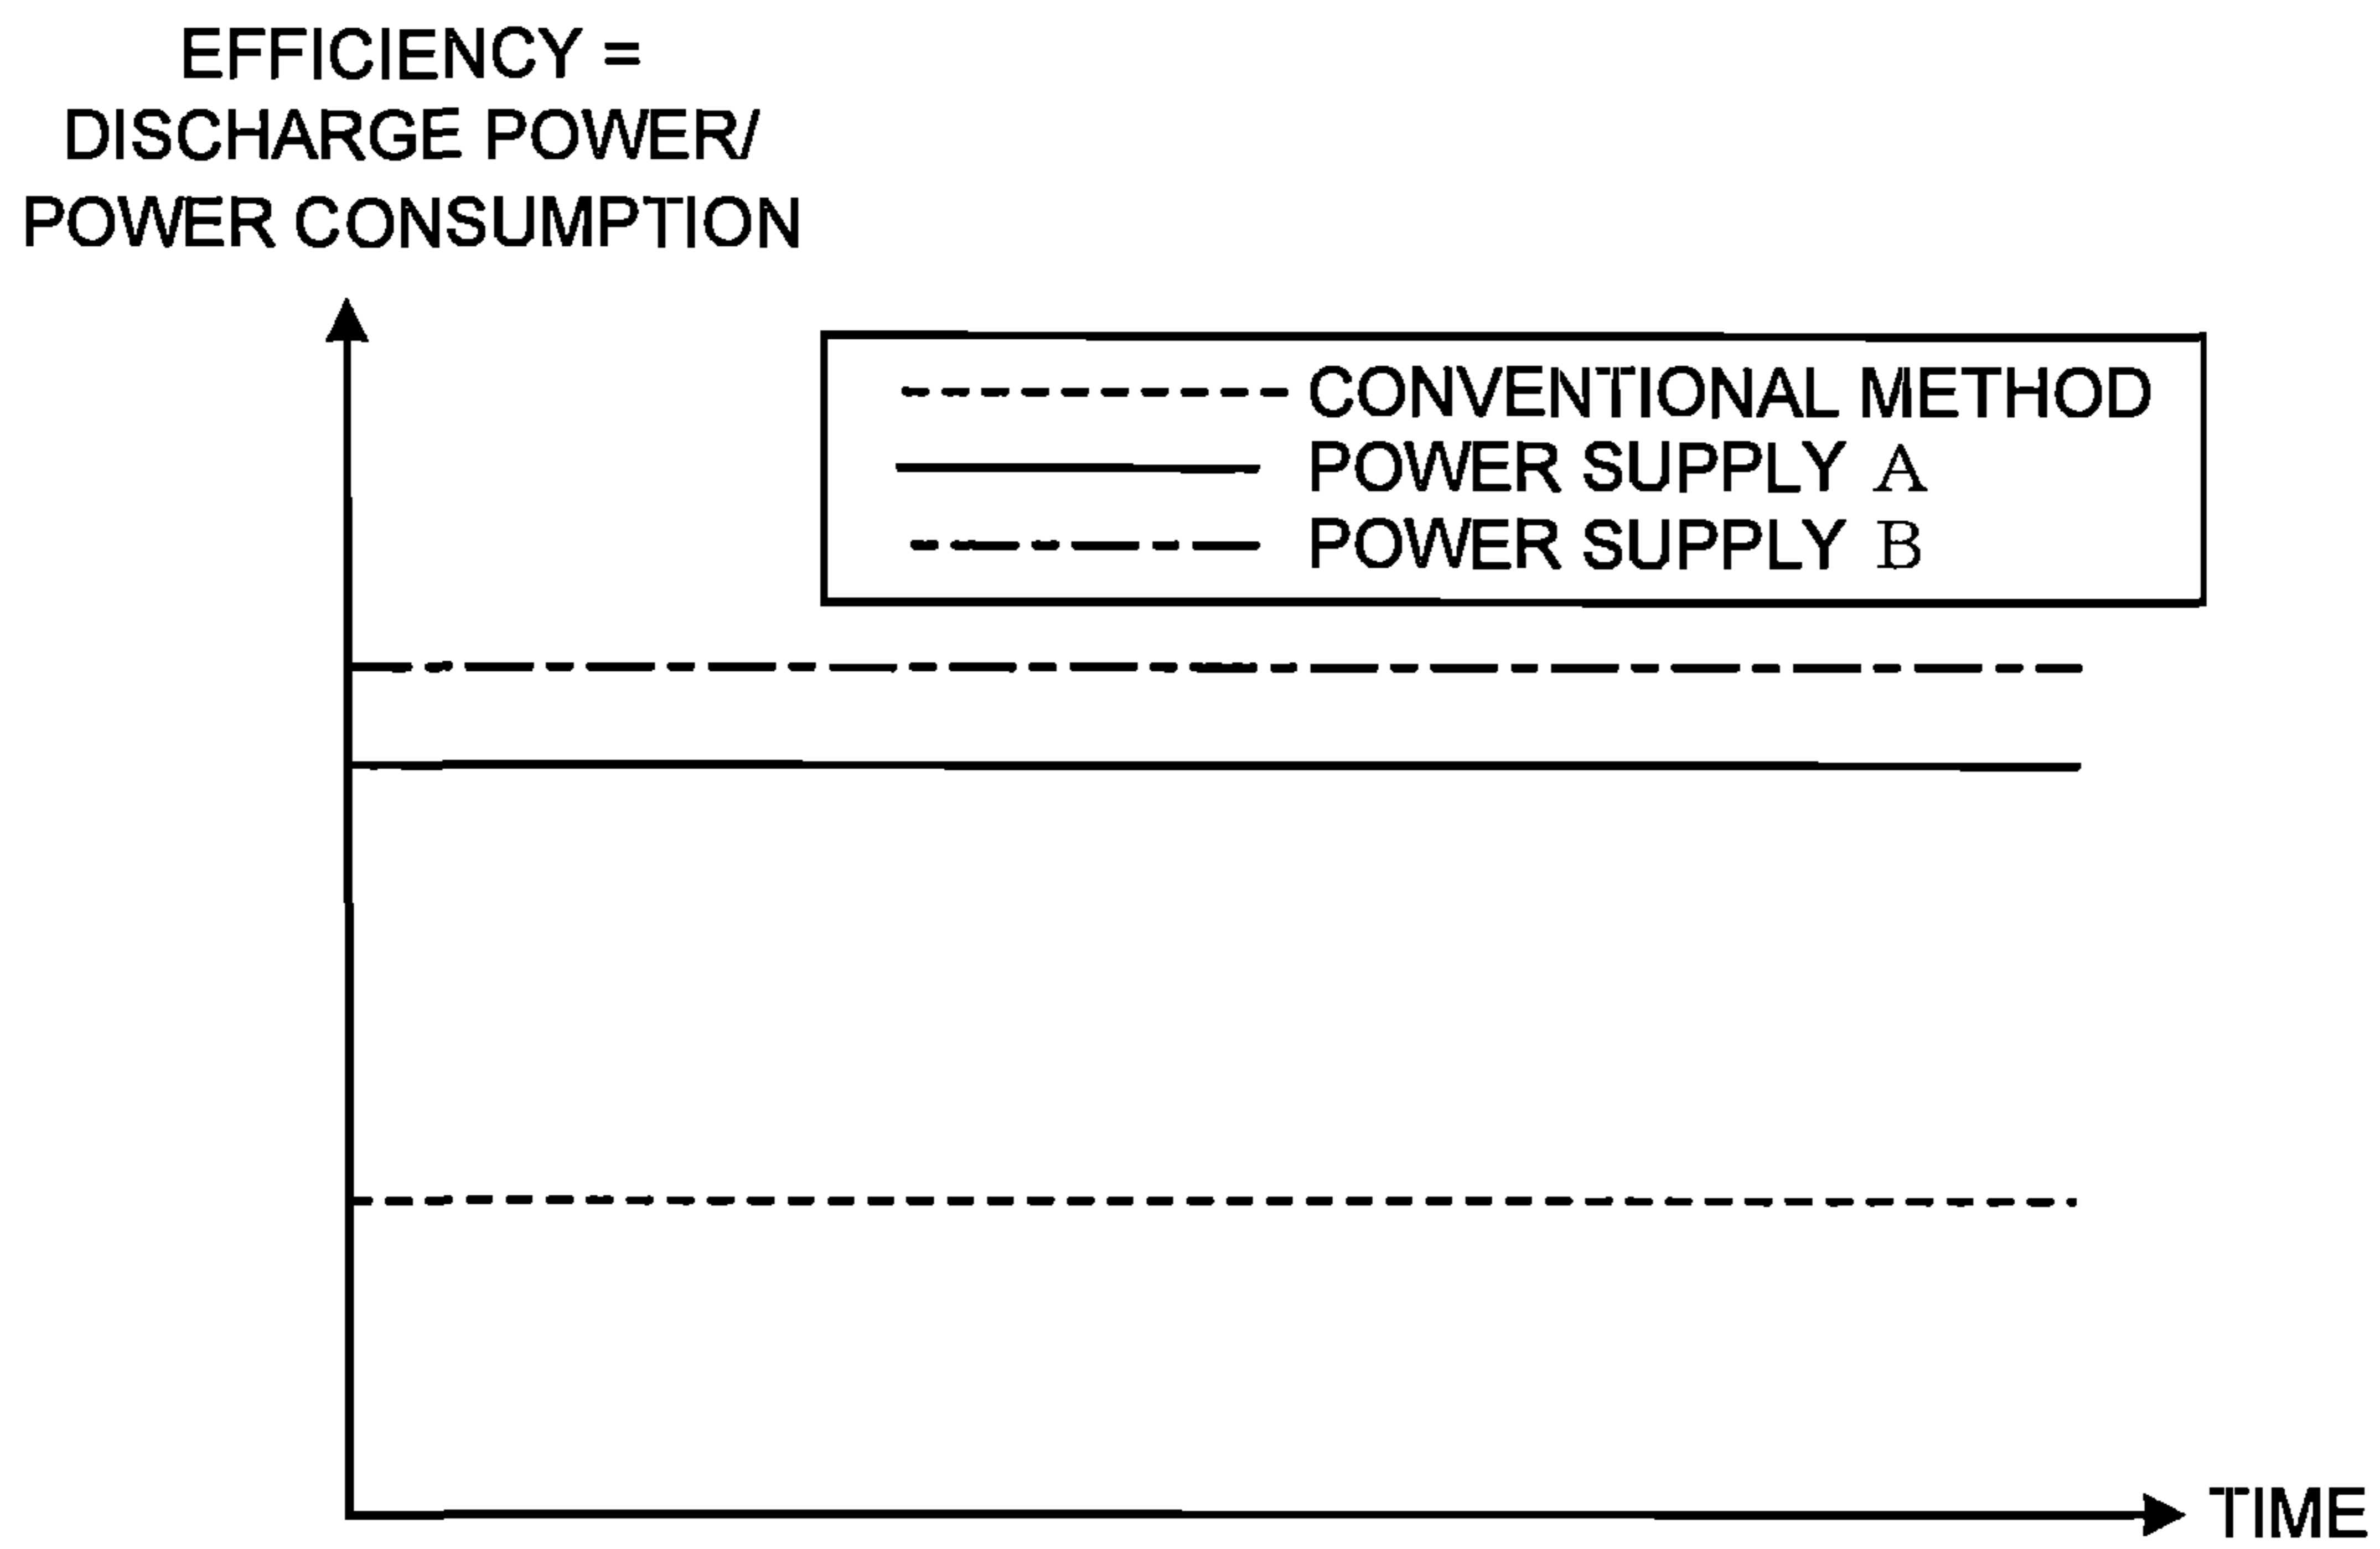 EFFICIENCY =
DISCHARGE POWER/
POWER CONSUMPTION
CONVENTIONAL METHOD
POWER SUPPLY A
POWER SUPPLY B
TIME